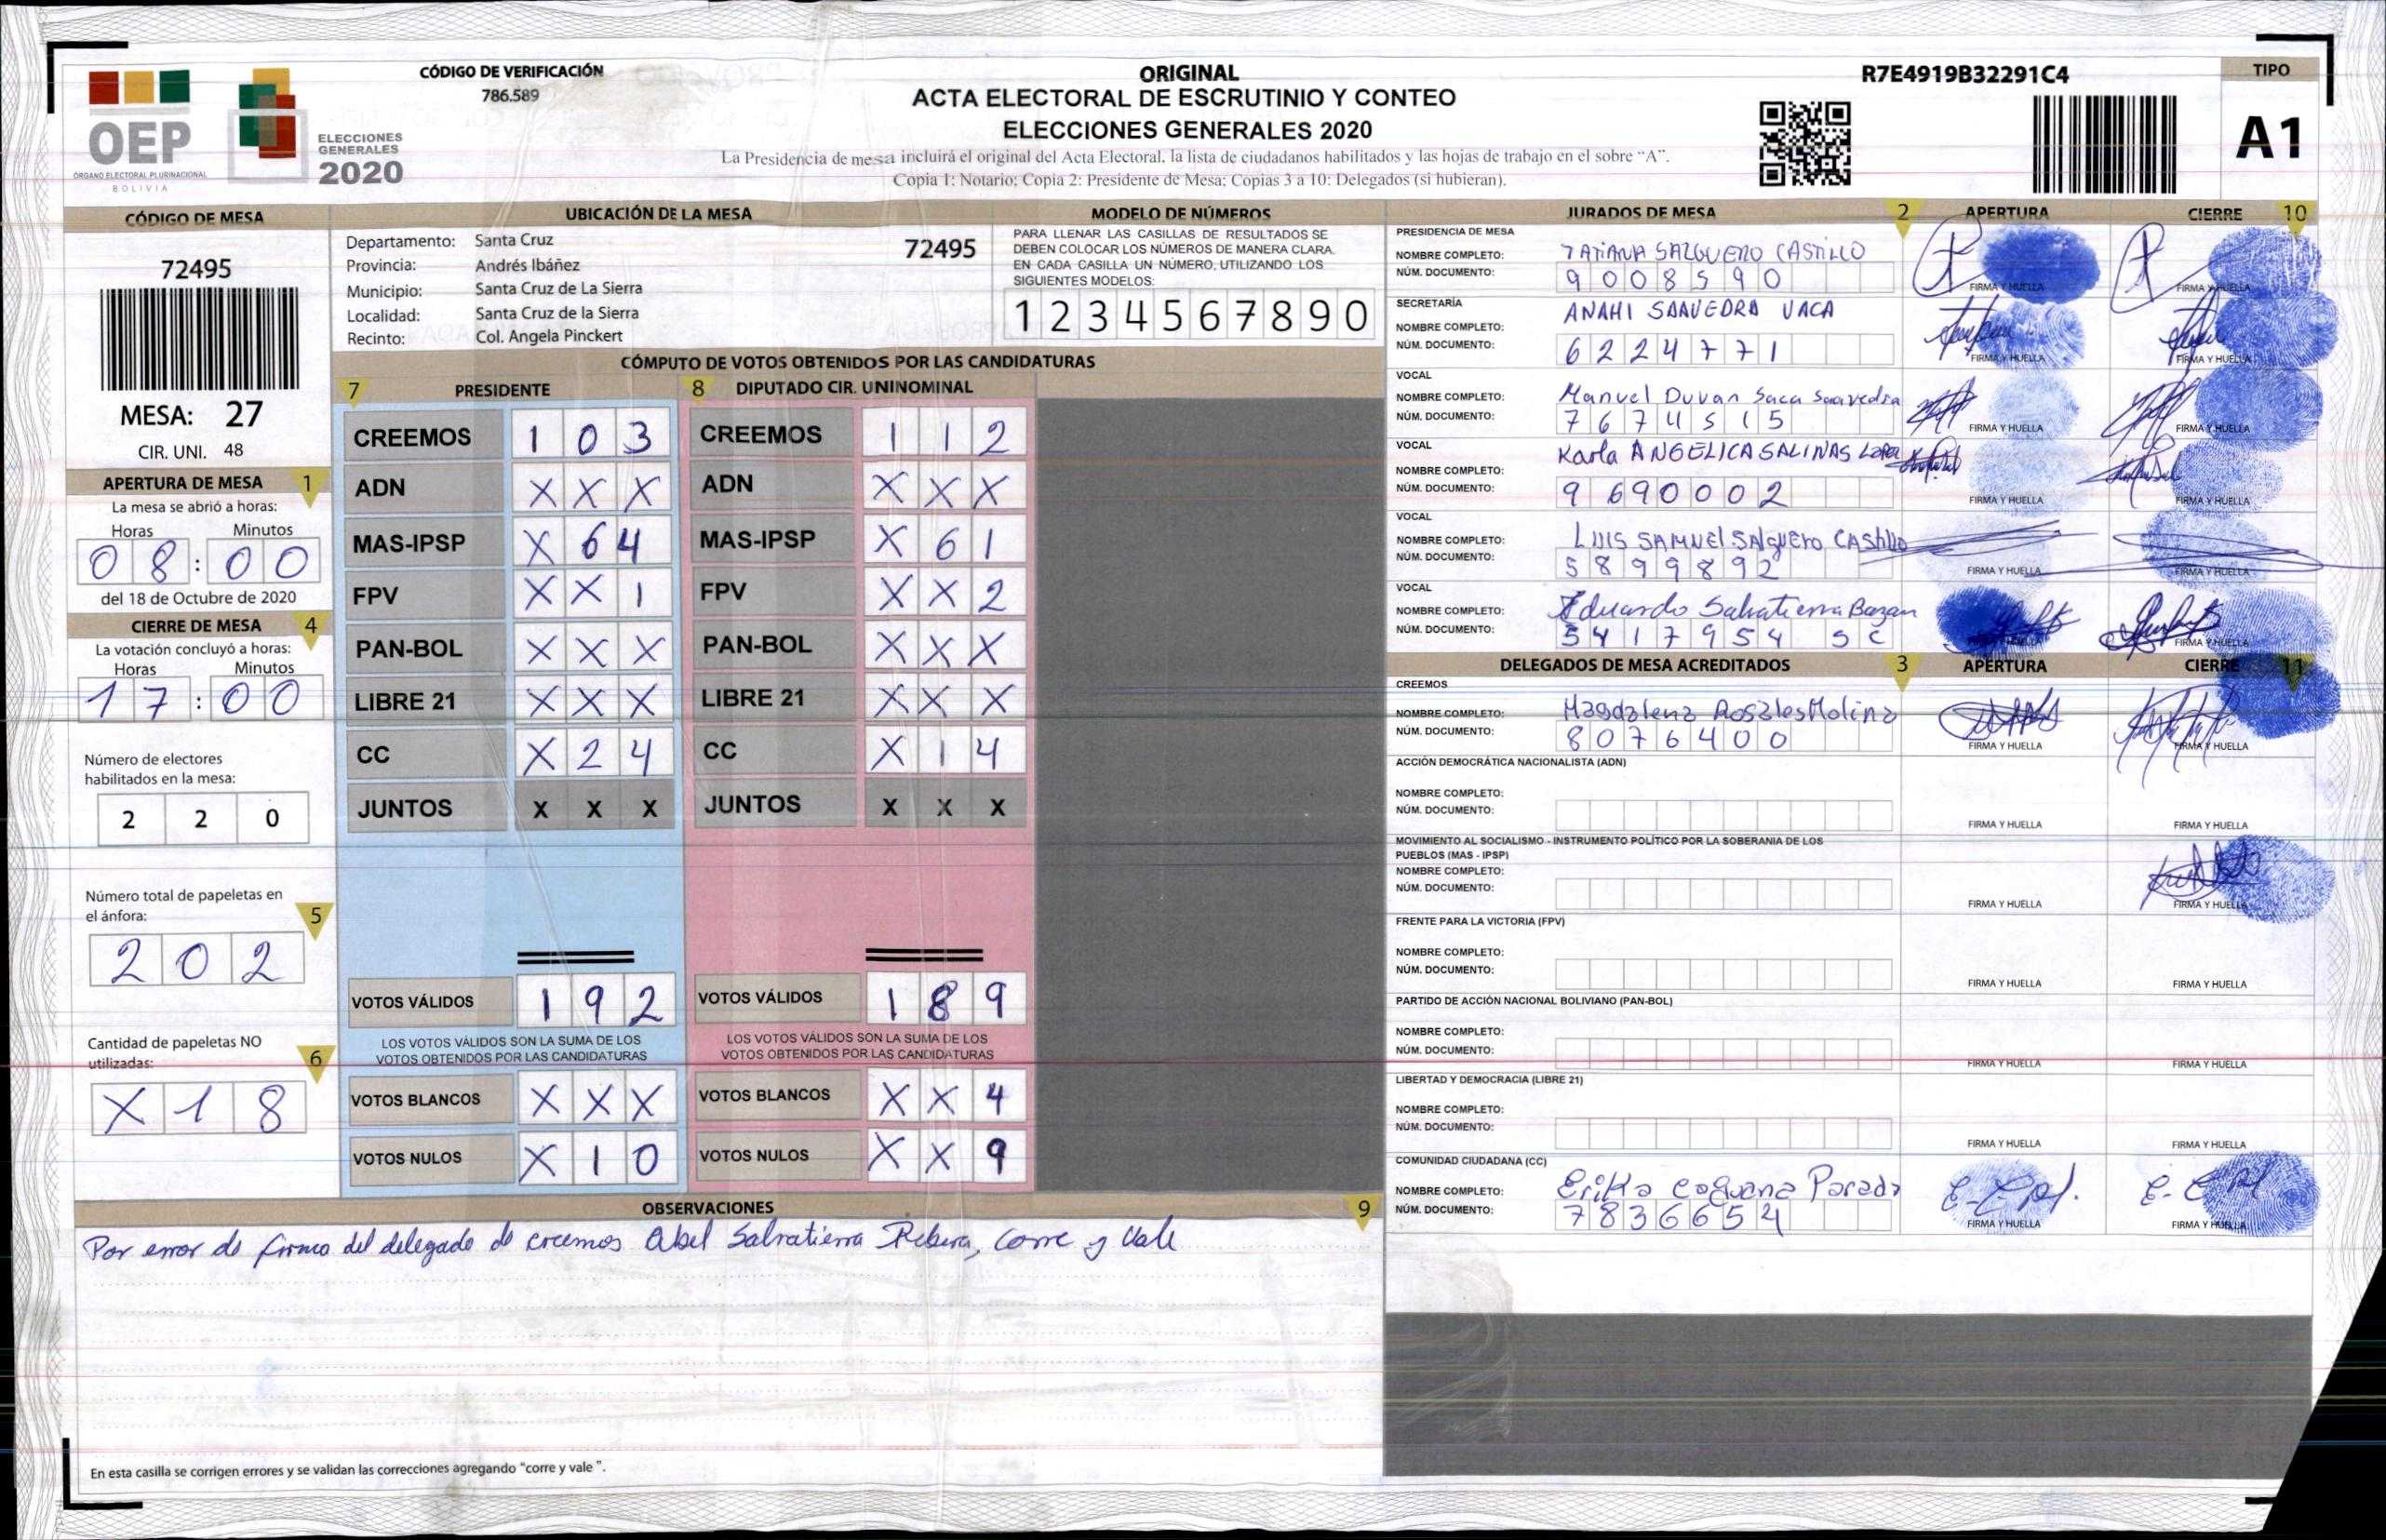 OEP
ÓRGANO ELECTORAL PLURINACIONAL
BOLIVIA
ELECCIONES
GENERALES
2020
CÓDIGO DE VERIFICACIÓN
786.589
ORIGINAL
ACTA ELECTORAL DE ESCRUTINIO Y CONTEO
ELECCIONES GENERALES 2020
La Presidencia de mesa incluirá el original del Acta Electoral, la lista de ciudadanos habilitados y las hojas de trabajo en el sobre “A”.
Copia 1: Notario; Copia 2: Presidente de Mesa; Copias 3 a 10: Delegados (si hubieran).
R7E4919B32291C4
TIPO
A1
CÓDIGO DE MESA
72495
MESA: 27
CIR. UNI. 48
APERTURA DE MESA 1
La mesa se abrió a horas:
Horas Minutos
08:00
del 18 de Octubre de 2020
CIERRE DE MESA 4
La votación concluyó a horas:
Horas Minutos
17:00
Número de electores
habilitados en la mesa:
2 2 0
Número total de papeletas en
el ánfora: 5
2 0 2
Cantidad de papeletas NO
utilizadas: 6
X 1 8
UBICACIÓN DE LA MESA
Departamento: Santa Cruz
72495
Provincia: Andrés Ibáñez
Municipio: Santa Cruz de La Sierra
Localidad: Santa Cruz de la Sierra
Recinto: Col. Angela Pinckert
MODELO DE NÚMEROS
PARA LLENAR LAS CASILLAS DE RESULTADOS SE
DEBEN COLOCAR LOS NÚMEROS DE MANERA CLARA.
EN CADA CASILLA UN NÚMERO, UTILIZANDO LOS
SIGUIENTES MODELOS:
1 2 3 4 5 6 7 8 9 0
CÓMPUTO DE VOTOS OBTENIDOS POR LAS CANDIDATURAS
7 PRESIDENTE
CREEMOS 1 0 3
ADN X X X
MAS-IPSP X 6 4
FPV X X 1
PAN-BOL X X X
LIBRE 21 X X X
CC X 2 4
JUNTOS X X X
VOTOS VÁLIDOS 1 9 2
LOS VOTOS VÁLIDOS SON LA SUMA DE LOS
VOTOS OBTENIDOS POR LAS CANDIDATURAS
VOTOS BLANCOS X X X
VOTOS NULOS X 1 0
8 DIPUTADO CIR. UNINOMINAL
CREEMOS 1 1 2
ADN X X X
MAS-IPSP X 6 1
FPV X X 2
PAN-BOL X X X
LIBRE 21 X X X
CC X 1 4
JUNTOS X X X
VOTOS VÁLIDOS 1 8 9
LOS VOTOS VÁLIDOS SON LA SUMA DE LOS
VOTOS OBTENIDOS POR LAS CANDIDATURAS
VOTOS BLANCOS X X 4
VOTOS NULOS X X 9
OBSERVACIONES 9
Por error de firma del delegado de creemos Abel Salvatierra Ribera, corre y vale
En esta casilla se corrigen errores y se validan las correcciones agregando "corre y vale ".
JURADOS DE MESA 2 APERTURA CIERRE 10
PRESIDENCIA DE MESA
NOMBRE COMPLETO: TATIANA SALGUERO CASTILLO
NÚM. DOCUMENTO: 9008590
FIRMA Y HUELLA FIRMA Y HUELLA
SECRETARÍA
NOMBRE COMPLETO: ANAHI SAAVEDRA VACA
NÚM. DOCUMENTO: 6224771
FIRMA Y HUELLA FIRMA Y HUELLA
VOCAL
NOMBRE COMPLETO: Manuel Duvan Saca Saavedra
NÚM. DOCUMENTO: 7674515
FIRMA Y HUELLA FIRMA Y HUELLA
VOCAL
NOMBRE COMPLETO: Karla ANGELICA SALINAS
NÚM. DOCUMENTO: 9690002
FIRMA Y HUELLA FIRMA Y HUELLA
VOCAL
NOMBRE COMPLETO: LUIS SAMUEL SAlguero CAStillo
NÚM. DOCUMENTO: 5899892
FIRMA Y HUELLA FIRMA Y HUELLA
VOCAL
NOMBRE COMPLETO: Eduardo Salvatierra Bazan
NÚM. DOCUMENTO: 5417954 SC
FIRMA Y HUELLA
DELEGADOS DE MESA ACREDITADOS 3 APERTURA CIERRE 11
CREEMOS
NOMBRE COMPLETO: Magdalena Rosales Molina
NÚM. DOCUMENTO: 8076400
FIRMA Y HUELLA FIRMA Y HUELLA
ACCIÓN DEMOCRÁTICA NACIONALISTA (ADN)
NOMBRE COMPLETO:
NÚM. DOCUMENTO:
FIRMA Y HUELLA FIRMA Y HUELLA
MOVIMIENTO AL SOCIALISMO - INSTRUMENTO POLÍTICO POR LA SOBERANIA DE LOS
PUEBLOS (MAS - IPSP)
NOMBRE COMPLETO:
NÚM. DOCUMENTO:
FIRMA Y HUELLA FIRMA Y HUELLA
FRENTE PARA LA VICTORIA (FPV)
NOMBRE COMPLETO:
NÚM. DOCUMENTO:
FIRMA Y HUELLA FIRMA Y HUELLA
PARTIDO DE ACCIÓN NACIONAL BOLIVIANO (PAN-BOL)
NOMBRE COMPLETO:
NÚM. DOCUMENTO:
FIRMA Y HUELLA FIRMA Y HUELLA
LIBERTAD Y DEMOCRACIA (LIBRE 21)
NOMBRE COMPLETO:
NÚM. DOCUMENTO:
FIRMA Y HUELLA FIRMA Y HUELLA
COMUNIDAD CIUDADANA (CC)
NOMBRE COMPLETO: Erika Parada
NÚM. DOCUMENTO: 7836654
FIRMA Y HUELLA FIRMA Y HUELLA